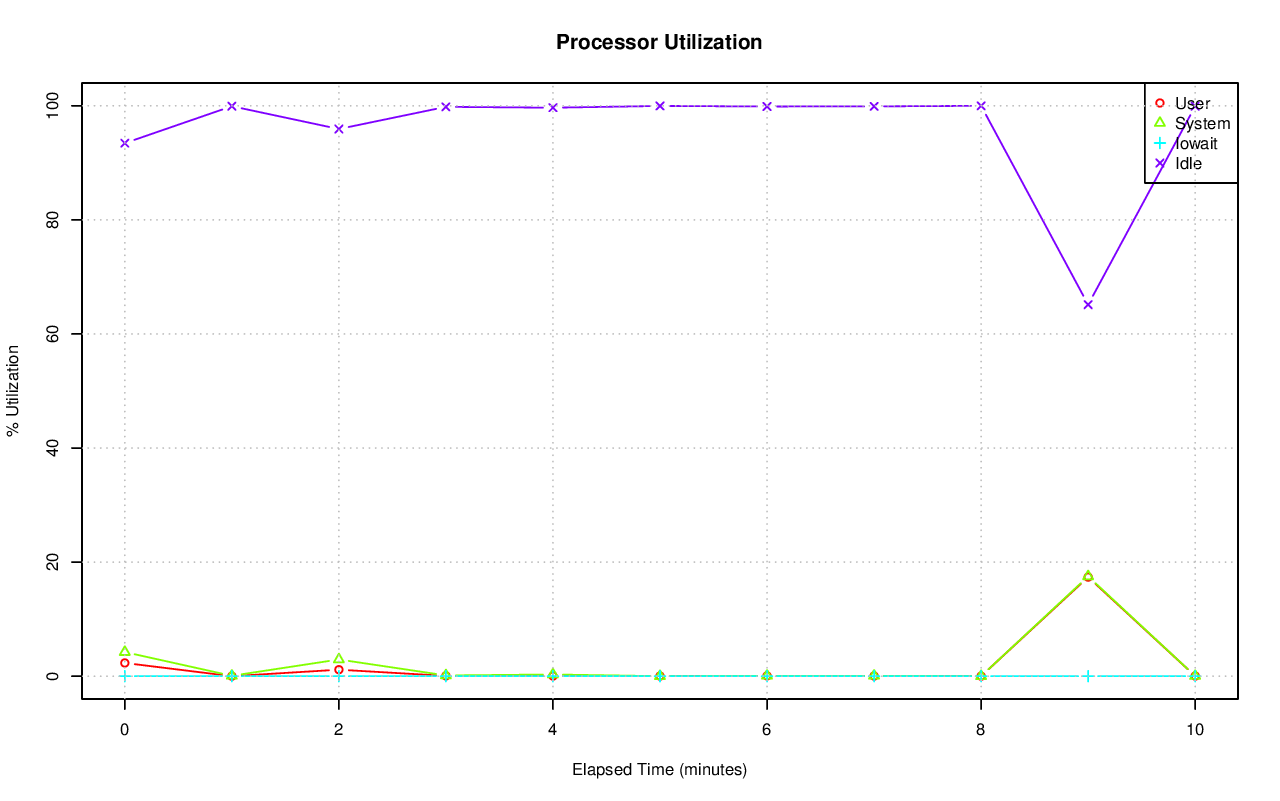 Processor Utilization
100
80
60
40
20
0
% Utilization
User
System
Iowait
Idle
0 2 4 6 8 10
Elapsed Time (minutes)